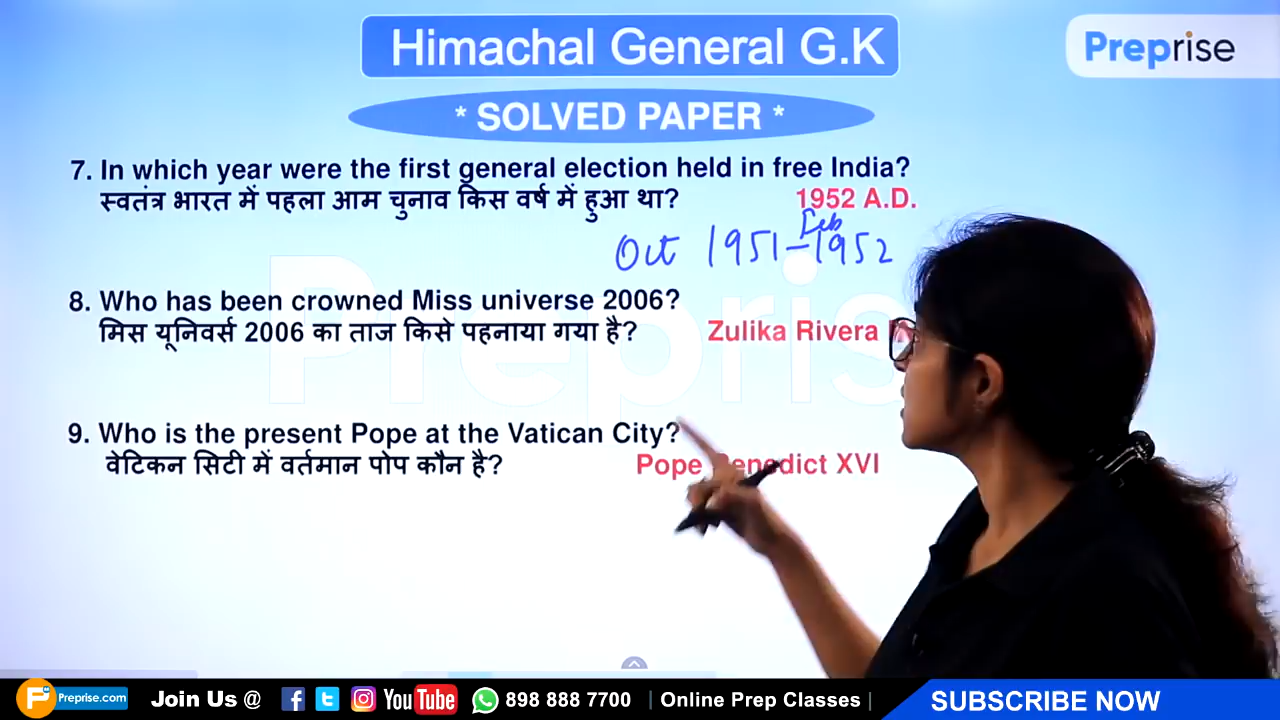 Himachal General G.K
Preprise
* SOLVED PAPER *
7. In which year were the first general election held in free India?
स्वतंत्र भारत में पहला आम चुनाव किस वर्ष में हुआ था?
1952 A.D.
Feb
Oct 1951-1952
8. Who has been crowned Miss universe 2006?
मिस यूनिवर्स 2006 का ताज किसे पहनाया गया है?
Zulika Rivera
9. Who is the present Pope at the Vatican City?
वेटिकन सिटी में वर्तमान पोप कौन है?
Pope Benedict XVI
Preprise
Preprise.com
Join Us @
YouTube
898 888 7700
Online Prep Classes
SUBSCRIBE NOW